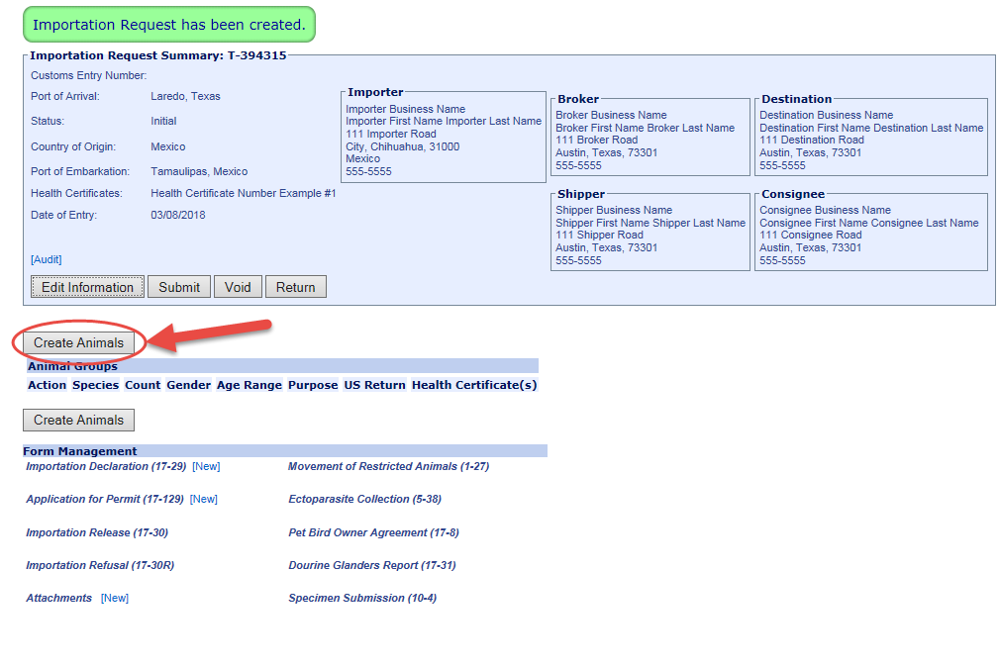 Importation Request has been created.
Importation Request Summary: T-394315
Customs Entry Number:
Port of Arrival: Laredo, Texas
Status: Initial
Country of Origin: Mexico
Port of Embarkation: Tamaulipas, Mexico
Health Certificates: Health Certificate Number Example #1
Date of Entry: 03/08/2018
[Audit]
Importer
Importer Business Name
Importer First Name Importer Last Name
111 Importer Road
City, Chihuahua, 31000
Mexico
555-5555
Broker
Broker Business Name
Broker First Name Broker Last Name
111 Broker Road
Austin, Texas, 73301
555-5555
Destination
Destination Business Name
Destination First Name Destination Last Name
111 Destination Road
Austin, Texas, 73301
555-5555
Shipper
Shipper Business Name
Shipper First Name Shipper Last Name
111 Shipper Road
Austin, Texas, 73301
555-5555
Consignee
Consignee Business Name
Consignee First Name Consignee Last Name
111 Consignee Road
Austin, Texas, 73301
555-5555
Edit Information Submit Void Return
Create Animals
Animal Groups
Action Species Count Gender Age Range Purpose US Return Health Certificate(s)
Create Animals
Form Management
Importation Declaration (17-29) [New] Movement of Restricted Animals (1-27)
Application for Permit (17-129) [New] Ectoparasite Collection (5-38)
Importation Release (17-30) Pet Bird Owner Agreement (17-8)
Importation Refusal (17-30R) Dourine Glanders Report (17-31)
Attachments [New] Specimen Submission (10-4)